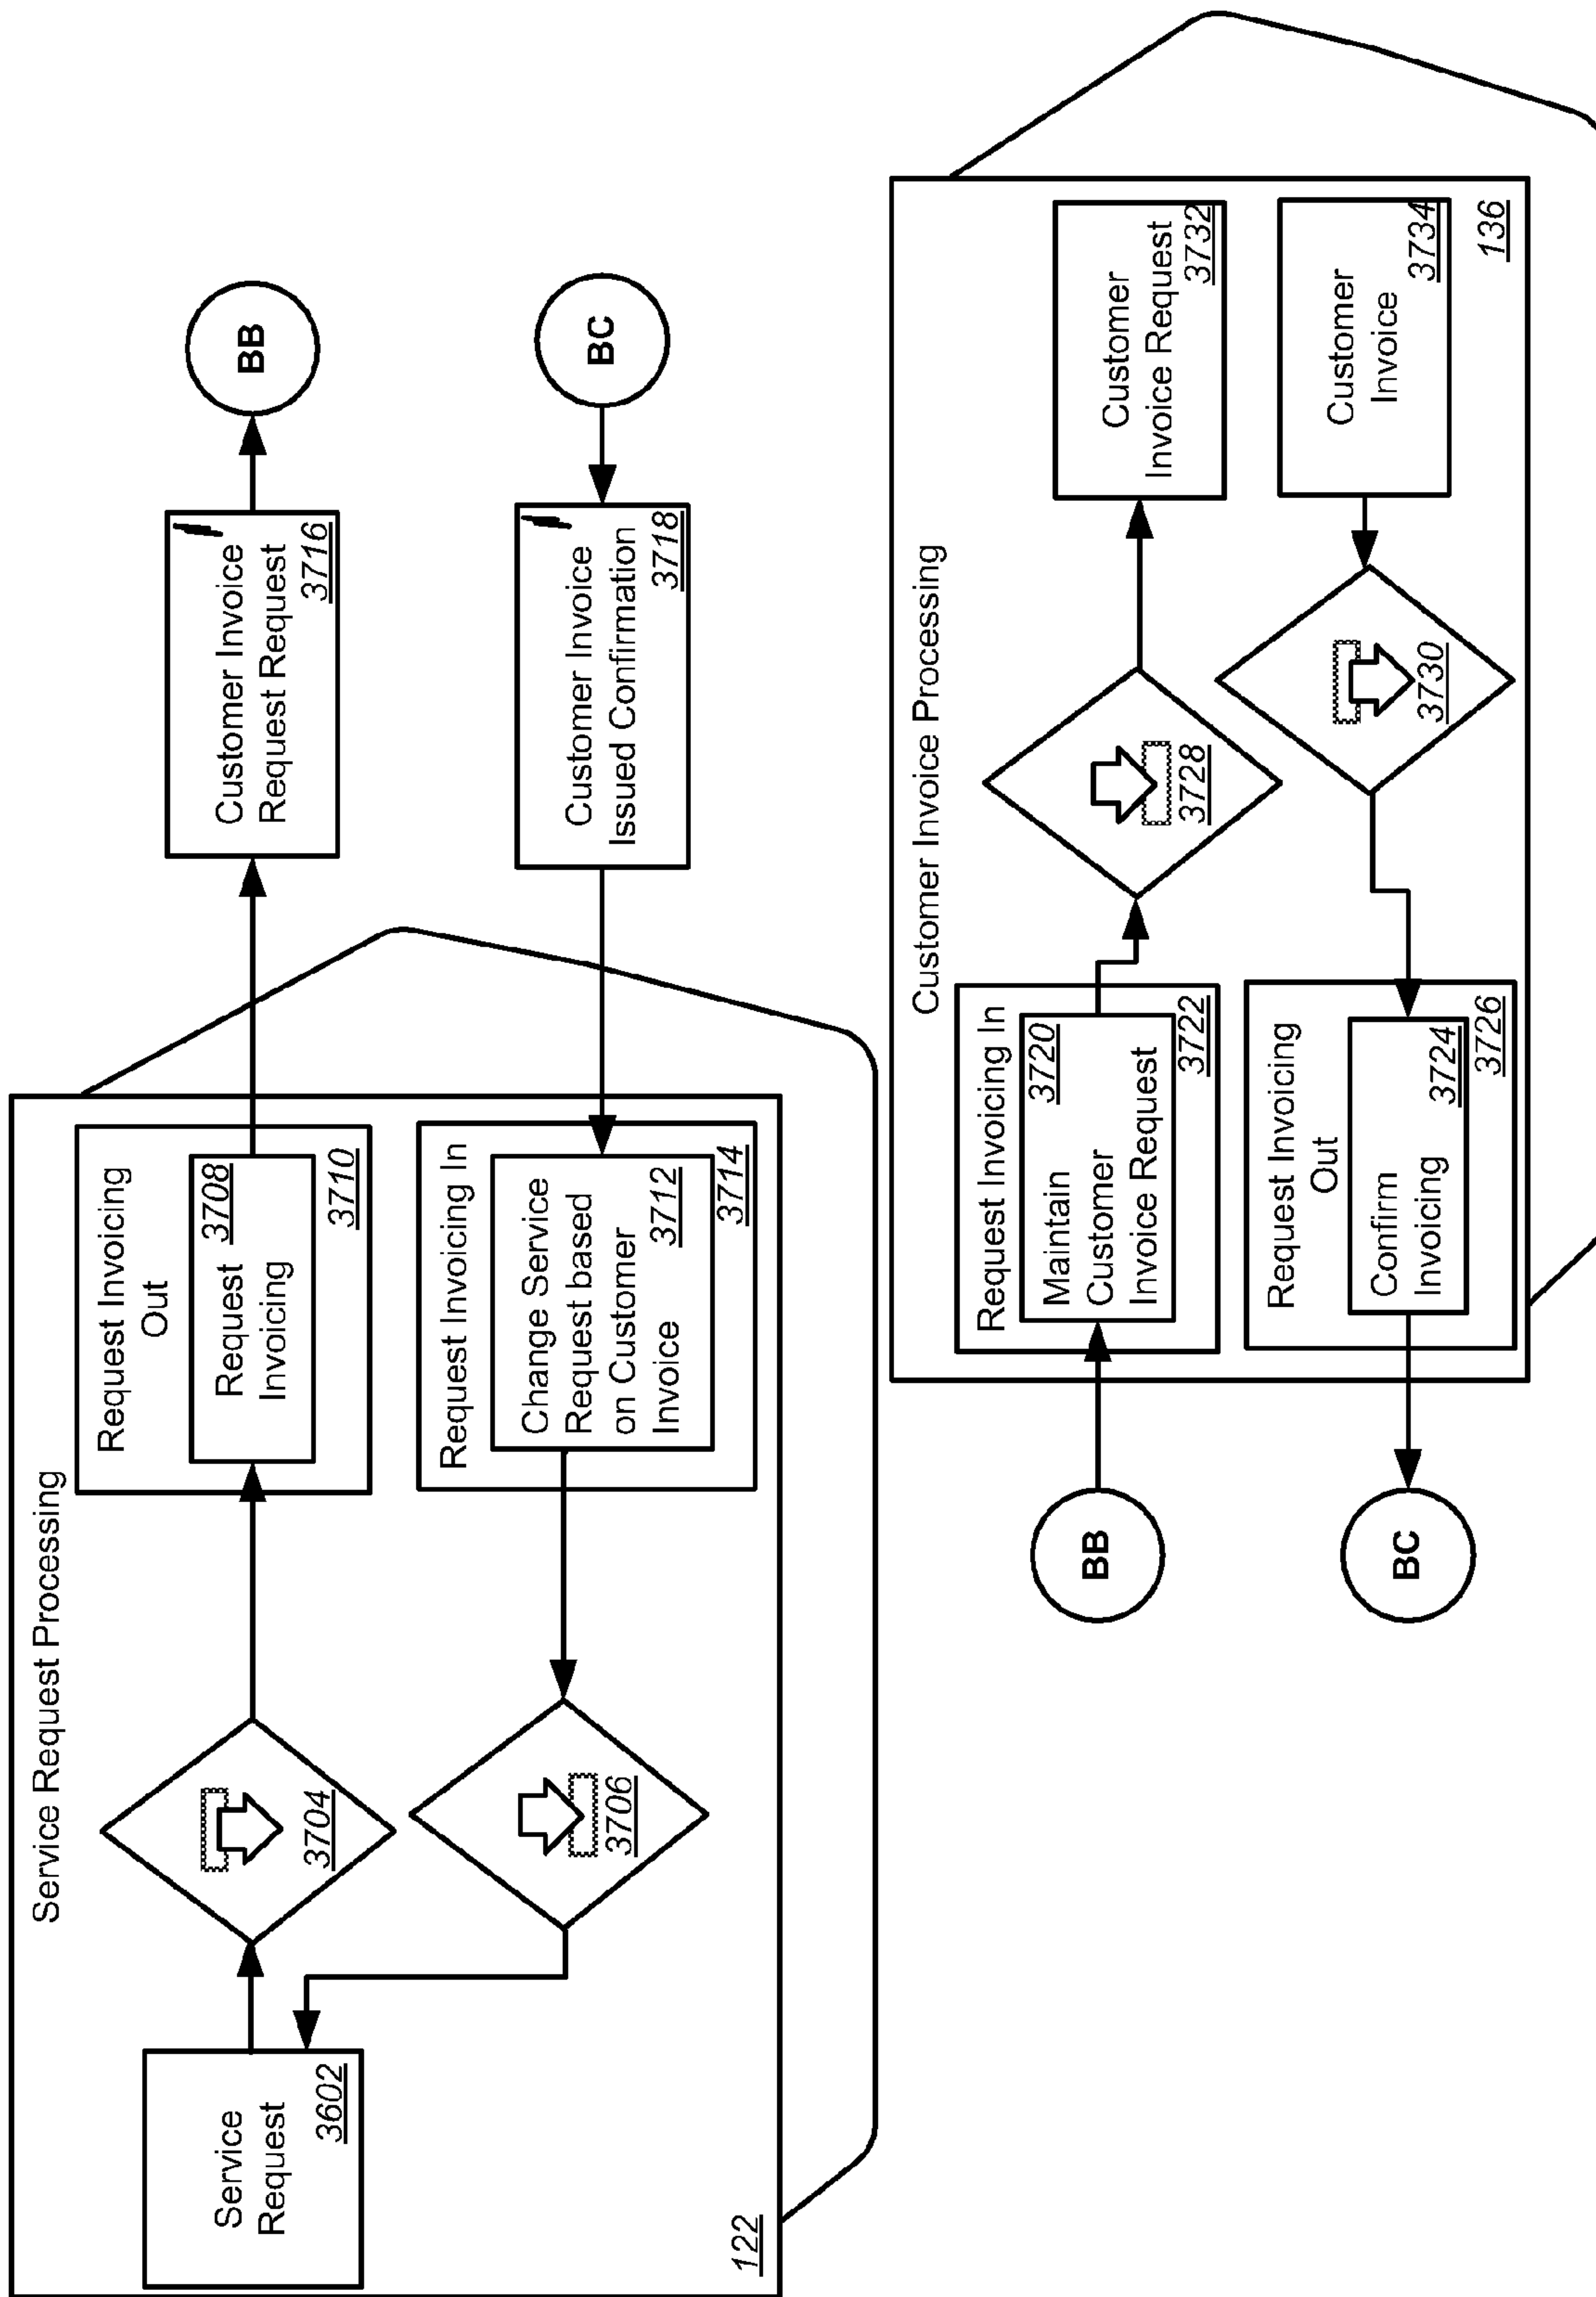 Service Request Processing
Service
Request
3602
3704
3706
Request Invoicing
Out
Request
3708
Invoicing
3710
Request Invoicing In
Change Service
Request based
on Customer
3712
Invoice
3714
122
Customer Invoice
Request Request
3716
BB
Customer Invoice
Issued Confirmation
3718
BC
Customer Invoice Processing
BB
Request Invoicing In
Maintain
3720
Customer
Invoice Request
3722
3728
Customer
Invoice Request
3732
BC
Request Invoicing
Out
Confirm
Invoicing
3724
3726
3730
Customer
Invoice
3734
136